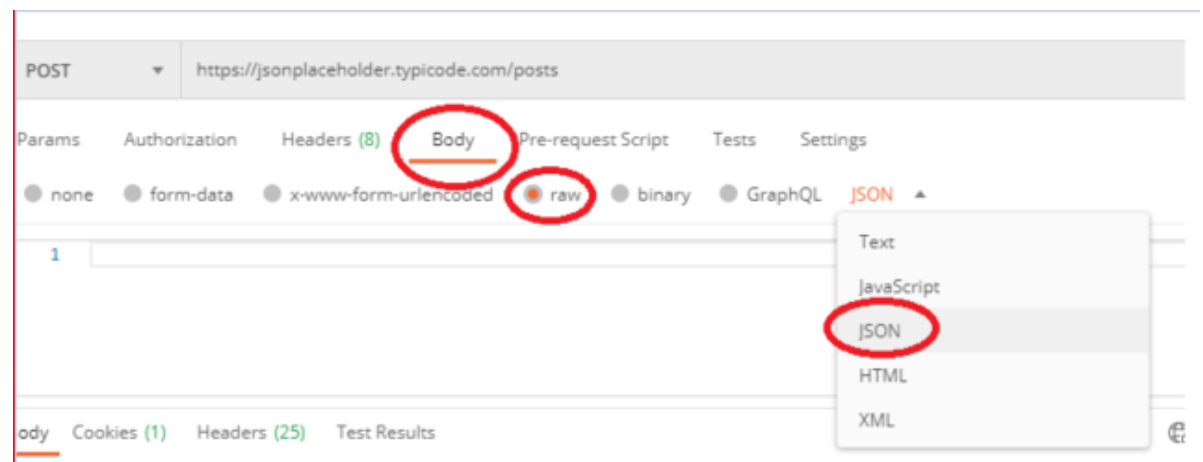 POST https://jsonplaceholder.typicode.com/posts
Params Authorization Headers (8) Body Pre-request Script Tests Settings
none form-data x-www-form-urlencoded raw binary GraphQL JSON
Text
1
JavaScript
JSON
HTML
XML
ody Cookies (1) Headers (25) Test Results